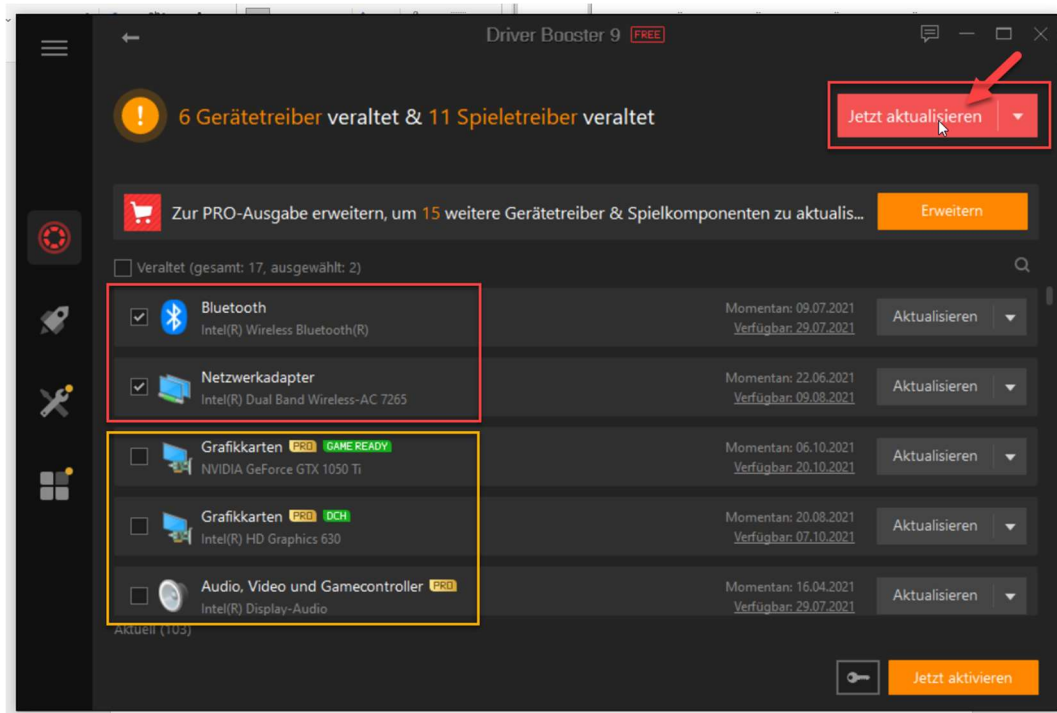 Driver Booster 9 FREE
6 Gerätetreiber veraltet & 11 Spieletreiber veraltet
Jetzt aktualisieren
Zur PRO-Ausgabe erweitern, um 15 weitere Gerätetreiber & Spielkomponenten zu aktualis...
Erweitern
Veraltet (gesamt: 17, ausgewählt: 2)
Bluetooth
Intel(R) Wireless Bluetooth(R)
Momentan: 09.07.2021
Verfügbar: 29.07.2021
Aktualisieren
Netzwerkadapter
Intel(R) Dual Band Wireless-AC 7265
Momentan: 22.06.2021
Verfügbar: 09.08.2021
Aktualisieren
Grafikkarten PRO GAME READY
NVIDIA GeForce GTX 1050 Ti
Momentan: 06.10.2021
Verfügbar: 20.10.2021
Aktualisieren
Grafikkarten PRO DCH
Intel(R) HD Graphics 630
Momentan: 20.08.2021
Verfügbar: 07.10.2021
Aktualisieren
Audio, Video und Gamecontroller PRO
Intel(R) Display-Audio
Momentan: 16.04.2021
Verfügbar: 29.07.2021
Aktualisieren
Aktuell (103)
Jetzt aktivieren